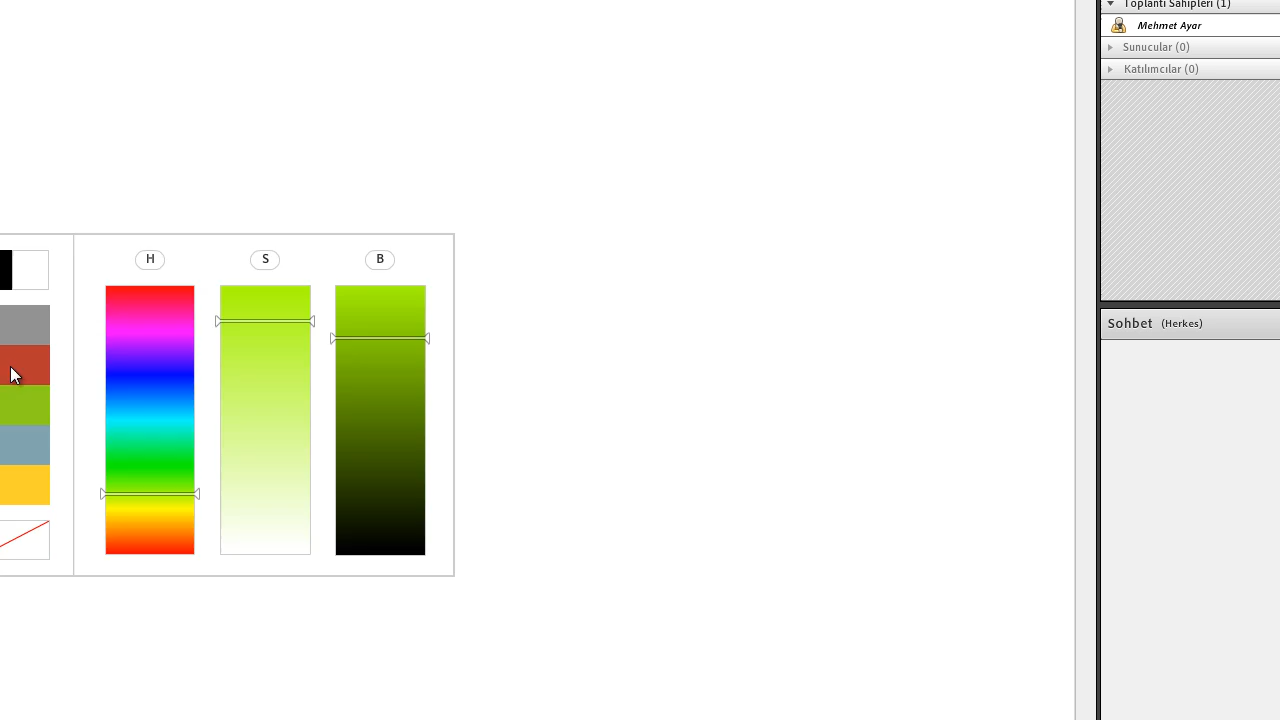 Toplantı Sahipleri (1)
Mehmet Ayar
Sunucular (0)
Katılımcılar (0)
H
S
B
Sohbet (Herkes)